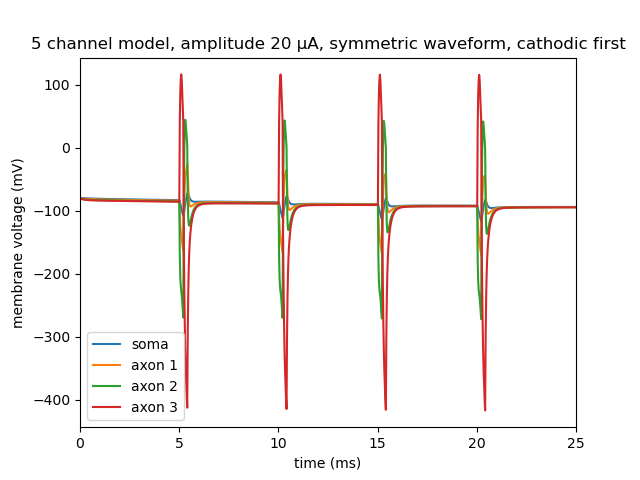 5 channel model, amplitude 20 μA, symmetric waveform, cathodic first
membrane voltage (mV)
100
0
−100
−200
−300
−400
soma
axon 1
axon 2
axon 3
0
5
10
15
20
25
time (ms)